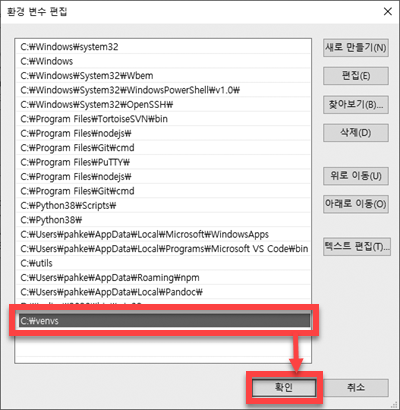 환경 변수 편집
C:₩Windows₩system32
C:₩Windows
C:₩Windows₩System32₩Wbem
C:₩Windows₩System32₩WindowsPowerShell₩v1.0₩
C:₩Windows₩System32₩OpenSSH₩
C:₩Program Files₩TortoiseSVN₩bin
C:₩Program Files₩nodejs₩
C:₩Program Files₩Git₩cmd
C:₩Program Files₩PuTTY₩
C:₩Program Files₩nodejs₩
C:₩Program Files₩Git₩cmd
C:₩Python38₩Scripts₩
C:₩Python38₩
C:₩Users₩pahke₩AppData₩Local₩Microsoft₩WindowsApps
C:₩Users₩pahke₩AppData₩Local₩Programs₩Microsoft VS Code₩bin
C:₩utils
C:₩Users₩pahke₩AppData₩Roaming₩npm
C:₩Users₩pahke₩AppData₩Local₩Pandoc₩
C:₩venvs
새로 만들기(N)
편집(E)
찾아보기(B)...
삭제(D)
위로 이동(U)
아래로 이동(O)
텍스트 편집(T)...
확인
취소